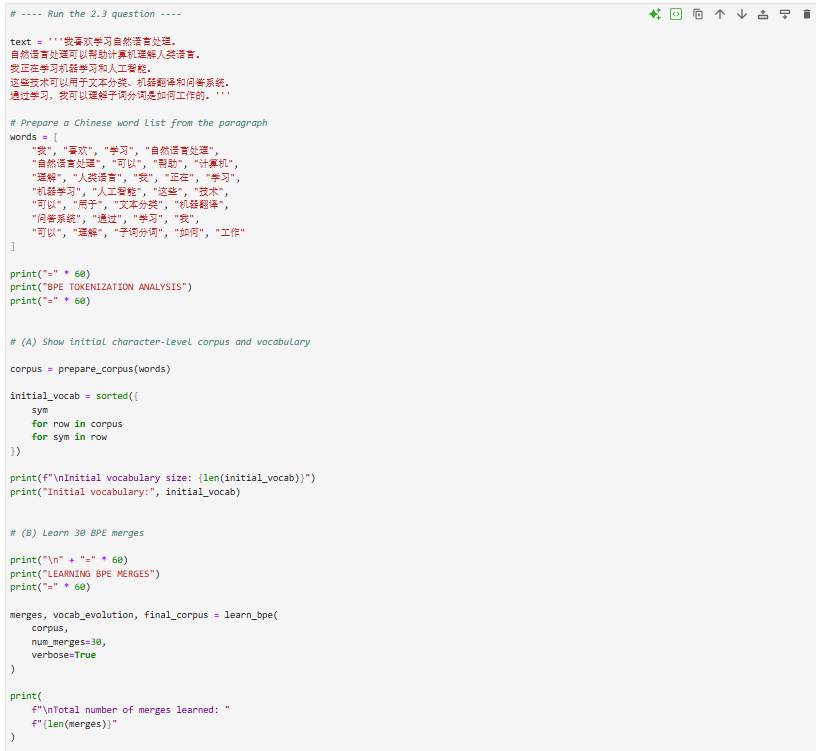 # ---- Run the 2.3 question ----
text = '''我喜欢学习自然语言处理.
自然语言处理可以帮助计算机理解人类语言.
我正在学习机器学习和人工智能.
这些技术可以用于文本分类、机器翻译和问答系统.
通过学习，我可以理解子词分词是如何工作的. '''
# Prepare a Chinese word list from the paragraph
words = [
"我", "喜欢", "学习", "自然语言处理",
"自然语言处理", "可以", "帮助", "计算机",
"理解", "人类语言", "我", "正在", "学习",
"机器学习", "人工智能", "这些", "技术",
"可以", "用于", "文本分类", "机器翻译",
"问答系统", "通过", "学习", "我",
"可以", "理解", "子词分词", "如何", "工作"
]
print("=" * 60)
print("BPE TOKENIZATION ANALYSIS")
print("=" * 60)
# (A) Show initial character-level corpus and vocabulary
corpus = prepare_corpus(words)
initial_vocab = sorted({
sym
for row in corpus
for sym in row
})
print(f"\nInitial vocabulary size: {len(initial_vocab)}")
print("Initial vocabulary:", initial_vocab)
# (B) Learn 30 BPE merges
print("\n" + "=" * 60)
print("LEARNING BPE MERGES")
print("=" * 60)
merges, vocab_evolution, final_corpus = learn_bpe(
corpus,
num_merges=30,
verbose=True
)
print(
f"\nTotal number of merges learned: "
f"{len(merges)}"
)